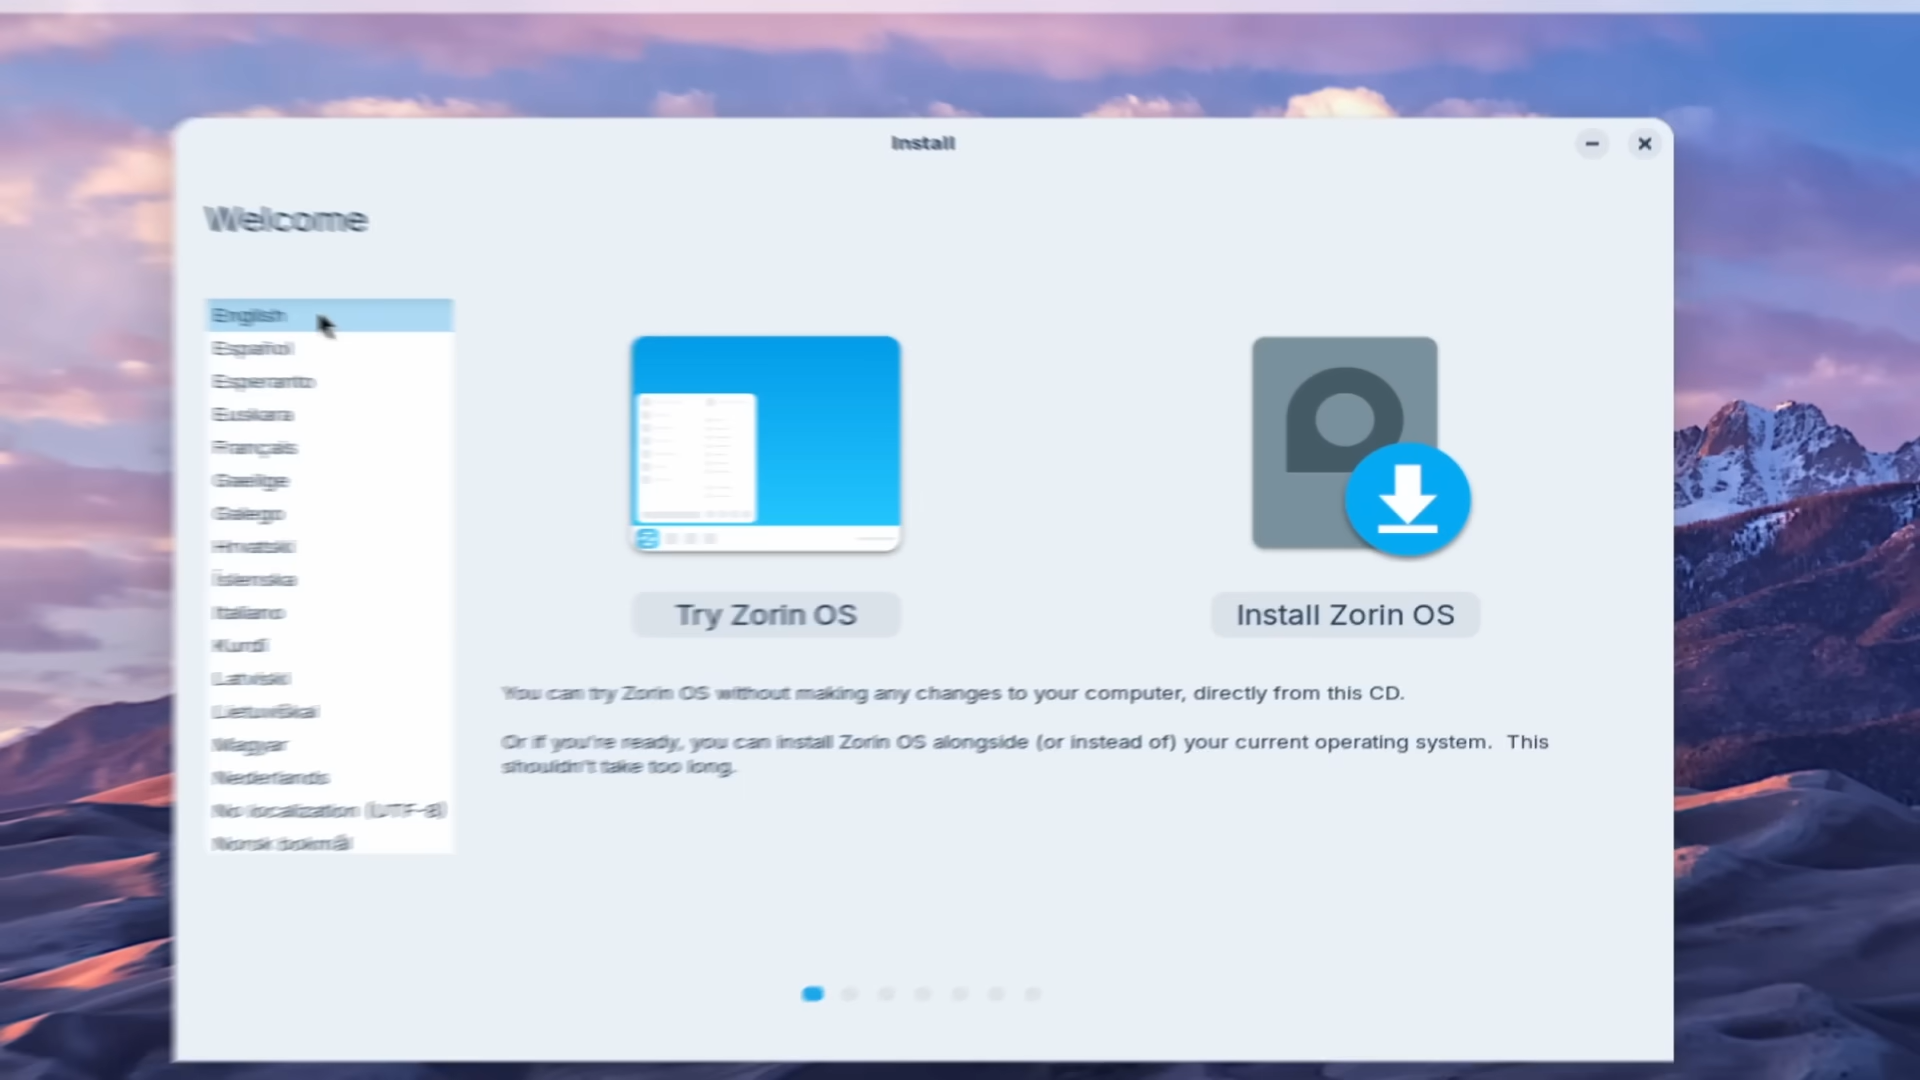 Install
Welcome
English
Español
Esperanto
Euskara
Français
Gaeilge
Galego
Hrvatski
Íslenska
Italiano
Kurdî
Latviski
Lietuviškai
Magyar
Nederlands
No localization (UTF-8)
Norsk bokmål
Try Zorin OS
Install Zorin OS
You can try Zorin OS without making any changes to your computer, directly from this CD.
Or if you're ready, you can install Zorin OS alongside (or instead of) your current operating system. This
shouldn't take too long.